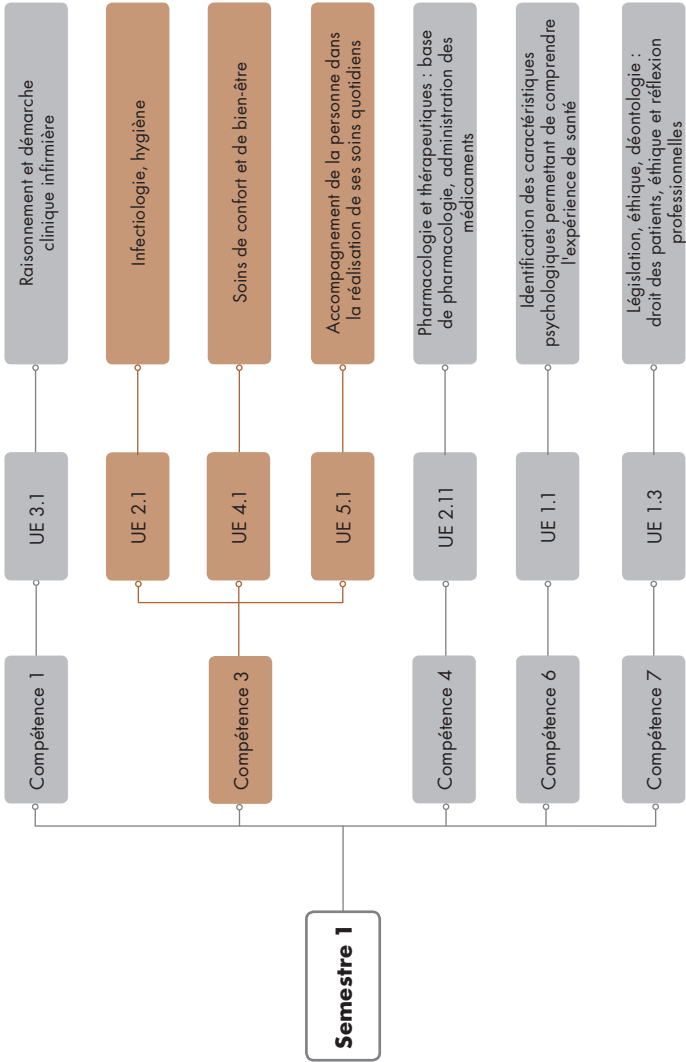 Semestre 1
Compétence 1
UE 3.1
Raisonnement et démarche
clinique infirmière
Compétence 3
UE 2.1
Infectiologie, hygiène
UE 4.1
Soins de confort et de bien-être
UE 5.1
Accompagnement de la personne dans
la réalisation de ses soins quotidiens
Compétence 4
UE 2.11
Pharmacologie et thérapeutiques : base
de pharmacologie, administration des
médicaments
Compétence 6
UE 1.1
Identification des caractéristiques
psychologiques permettant de comprendre
l'expérience de santé
Compétence 7
UE 1.3
Législation, éthique, déontologie :
droit des patients, éthique et réflexion
professionnelles